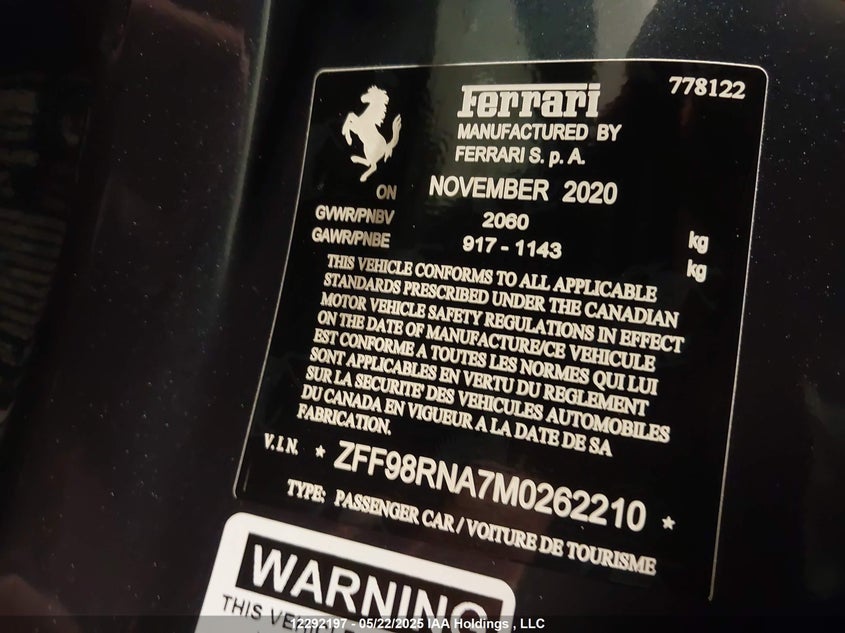 778122
Ferrari
MANUFACTURED BY
FERRARI S. p. A.
ON NOVEMBER 2020
GVWR/PNBV 2060 kg
GAWR/PNBE 917 - 1143 kg
THIS VEHICLE CONFORMS TO ALL APPLICABLE
STANDARDS PRESCRIBED UNDER THE CANADIAN
MOTOR VEHICLE SAFETY REGULATIONS IN EFFECT
ON THE DATE OF MANUFACTURE/CE VEHICULE
EST CONFORME A TOUTES LES NORMES QUI LUI
SONT APPLICABLES EN VERTU DU REGLEMENT
SUR LA SECURITE' DES VEHICULES AUTOMOBILES
DU CANADA EN VIGUEUR A LA DATE DE SA
FABRICATION.
V.I.N. * ZFF98RNA7M0262210 *
TYPE: PASSENGER CAR / VOITURE DE TOURISME
WARNING
THIS VEHICLE
12292197 - 05/22/2025 IAA Holdings , LLC